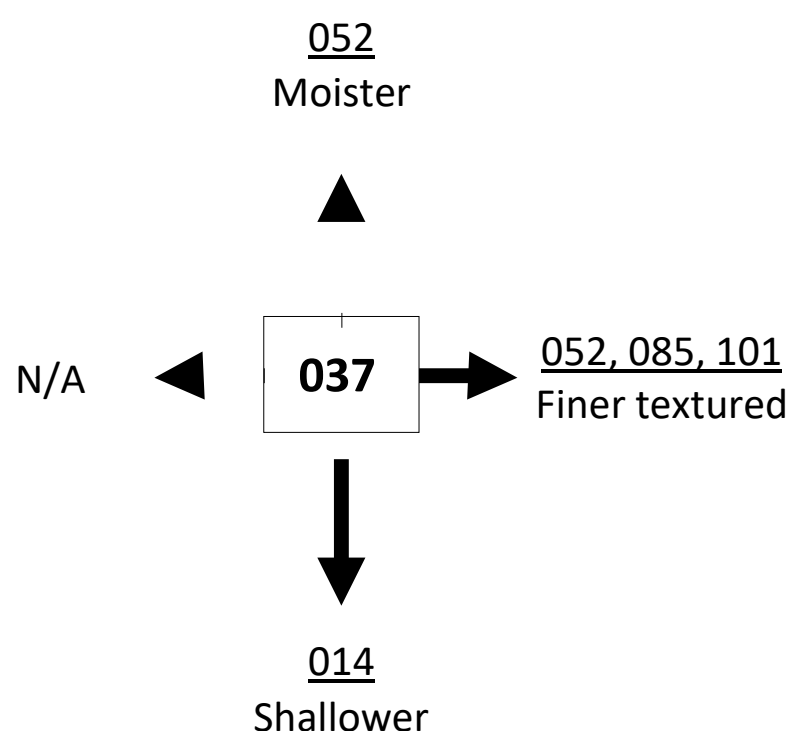 052
Moister
N/A
037
052, 085, 101
Finer textured
014
Shallower